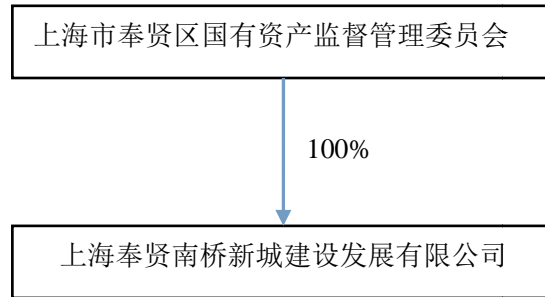 上海市奉贤区国有资产监督管理委员会
100%
上海奉贤南桥新城建设发展有限公司